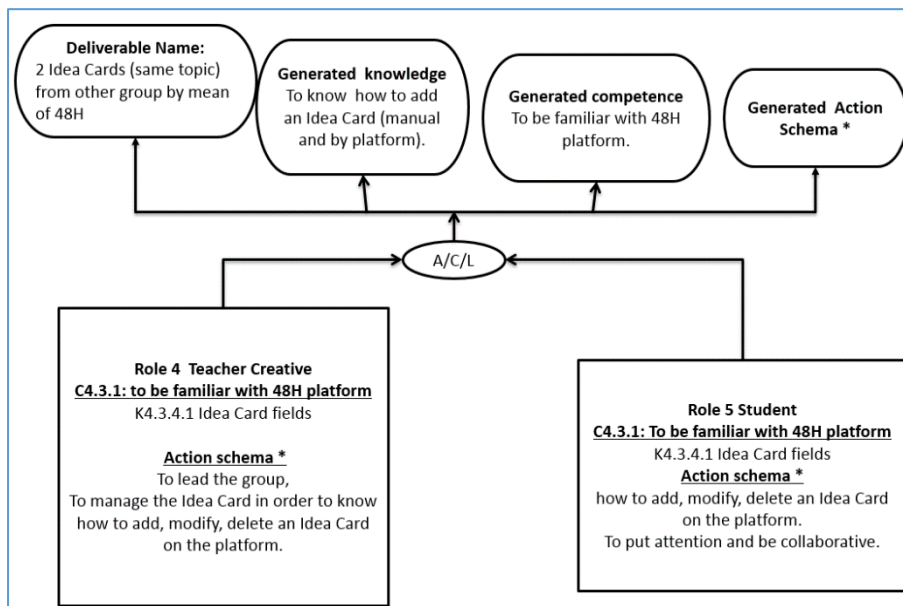 Deliverable Name:
2 Idea Cards (same topic)
from other group by mean
of 48H
Generated knowledge
To know how to add
an Idea Card (manual
and by platform).
Generated competence
To be familiar with 48H
platform.
Generated Action
Schema *
A/C/L
Role 4 Teacher Creative
C4.3.1: to be familiar with 48H platform
K4.3.4.1 Idea Card fields
Action schema *
To lead the group,
To manage the Idea Card in order to know
how to add, modify, delete an Idea Card
on the platform.
Role 5 Student
C4.3.1: To be familiar with 48H platform
K4.3.4.1 Idea Card fields
Action schema *
how to add, modify, delete an Idea Card
on the platform.
To put attention and be collaborative.